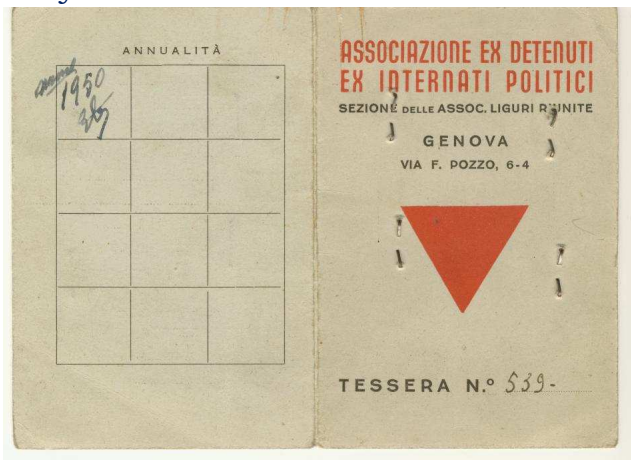 ANNUALITÀ
1950
ASSOCIAZIONE EX DETENUTI
EX INTERNATI POLITICI
SEZIONE DELLE ASSOC. LIGURI RIUNITE
GENOVA
VIA F. POZZO, 6-4
TESSERA N.º 539-